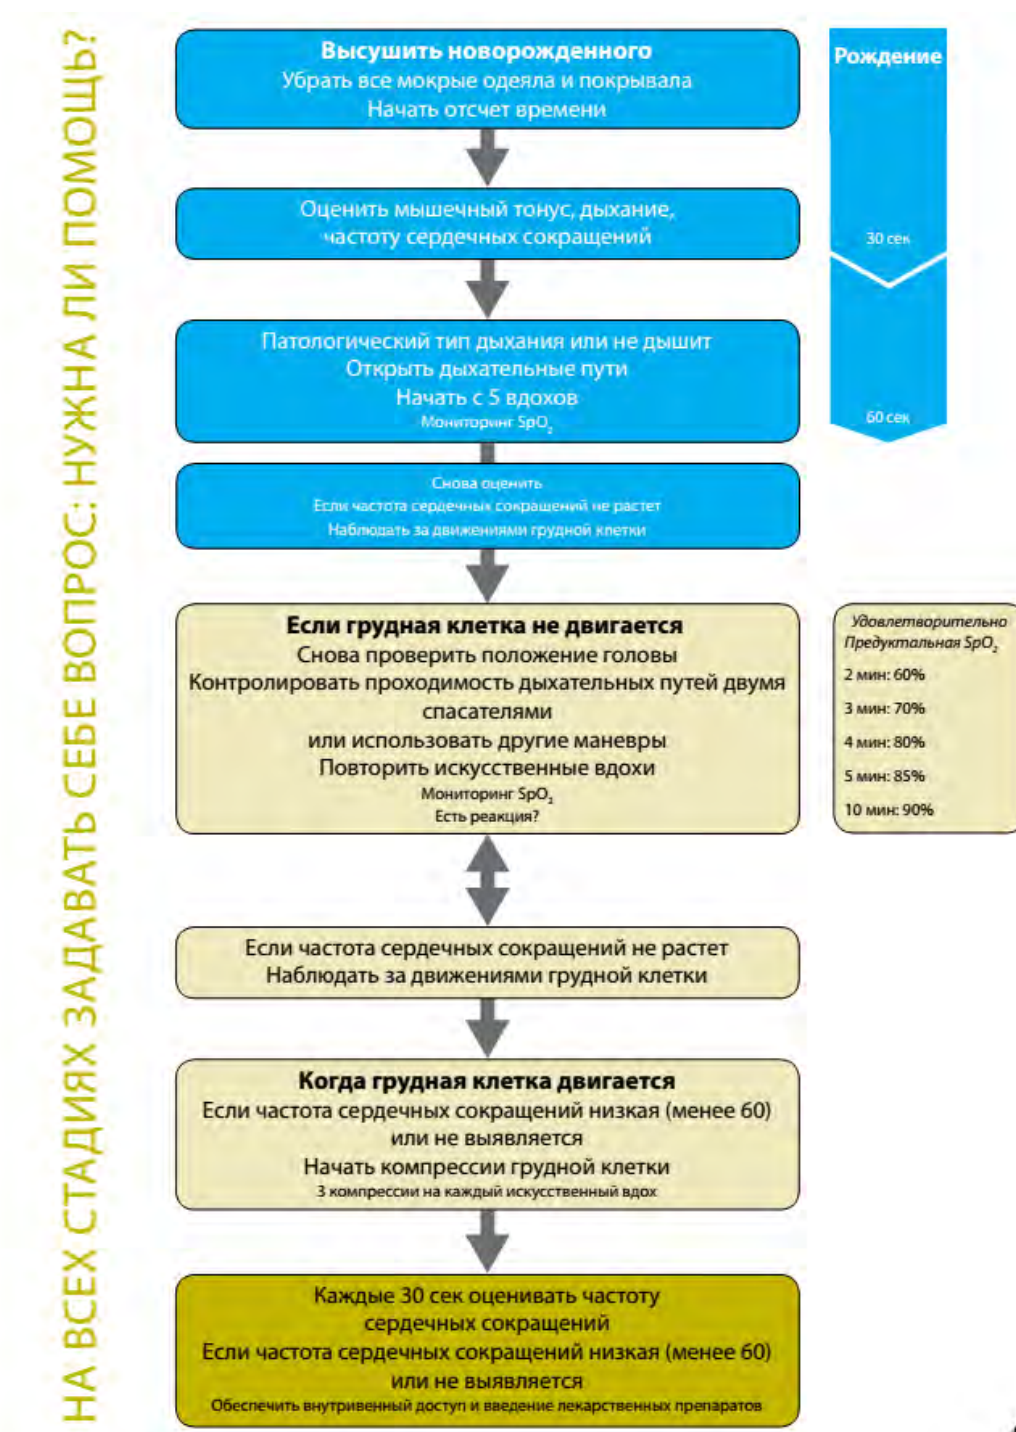 НА ВСЕХ СТАДИЯХ ЗАДАВАТЬ СЕБЕ ВОПРОС: НУЖНА ЛИ ПОМОЩЬ?
Высушить новорожденного
Убрать все мокрые одеяла и покрывала
Начать отсчет времени
Рождение
Оценить мышечный тонус, дыхание,
частоту сердечных сокращений
30 сек
Патологический тип дыхания или не дышит
Открыть дыхательные пути
Начать с 5 вдохов
Мониторинг SpO₂
60 сек
Снова оценить
Если частота сердечных сокращений не растет
Наблюдать за движениями грудной клетки
Если грудная клетка не двигается
Снова проверить положение головы
Контролировать проходимость дыхательных путей двумя
спасателями
или использовать другие маневры
Повторить искусственные вдохи
Мониторинг SpO₂
Есть реакция?
Удовлетворительно
Предуктальная SpO₂
2 мин: 60%
3 мин: 70%
4 мин: 80%
5 мин: 85%
10 мин: 90%
Если частота сердечных сокращений не растет
Наблюдать за движениями грудной клетки
Когда грудная клетка двигается
Если частота сердечных сокращений низкая (менее 60)
или не выявляется
Начать компрессии грудной клетки
3 компрессии на каждый искусственный вдох
Каждые 30 сек оценивать частоту
сердечных сокращений
Если частота сердечных сокращений низкая (менее 60)
или не выявляется
Обеспечить внутривенный доступ и введение лекарственных препаратов